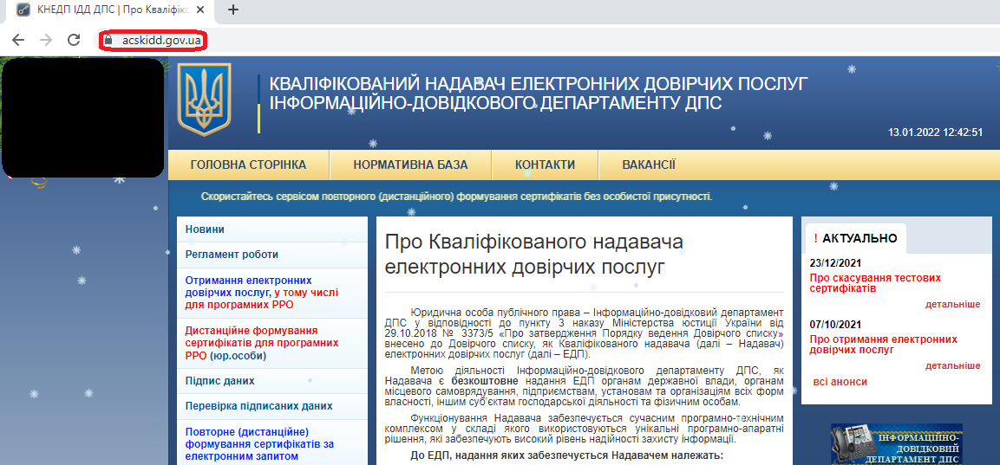 КНЕДП ІДД ДПС | Про Кваліфіко
acskidd.gov.ua
КВАЛІФІКОВАНИЙ НАДАВАЧ ЕЛЕКТРОННИХ ДОВІРЧИХ ПОСЛУГ
ІНФОРМАЦІЙНО-ДОВІДКОВОГО ДЕПАРТАМЕНТУ ДПС
13.01.2022 12:42:51
ГОЛОВНА СТОРІНКА
НОРМАТИВНА БАЗА
КОНТАКТИ
ВАКАНСІЇ
Скористайтесь сервісом повторного (дистанційного) формування сертифікатів без особистої присутності.
Новини
Регламент роботи
Отримання електронних
довірчих послуг, у тому числі
для програмних РРО
Дистанційне формування
сертифікатів для програмних
РРО (юр.особи)
Підпис даних
Перевірка підписаних даних
Повторне (дистанційне)
формування сертифікатів за
електронним запитом
Про Кваліфікованого надавача
електронних довірчих послуг
Юридична особа публічного права – Інформаційно-довідковий департамент
ДПС у відповідності до пункту 3 наказу Міністерства юстиції України від
29.10.2018 № 3373/5 «Про затвердження Порядку ведення Довірчого списку»
внесено до Довірчого списку, як Кваліфікованого надавача (далі – Надавач)
електронних довірчих послуг (далі – ЕДП).
Метою діяльності Інформаційно-довідкового департаменту ДПС, як
Надавача є безкоштовне надання ЕДП органам державної влади, органам
місцевого самоврядування, підприємствам, установам та організаціям всіх форм
власності, іншим суб'єктам господарської діяльності та фізичним особам.
Функціонування Надавача забезпечується сучасним програмно-технічним
комплексом у складі якого використовуються унікальні програмно-апаратні
рішення, які забезпечують високий рівень надійності захисту інформації.
До ЕДП, надання яких забезпечується Надавачем належать:
! АКТУАЛЬНО
23/12/2021
Про скасування тестових
сертифікатів
детальніше
07/10/2021
Про отримання електронних
довірчих послуг
детальніше
всі анонси
ІНФОРМАЦІЙНО-
ДОВІДКОВИЙ
ДЕПАРТАМЕНТ ДПС